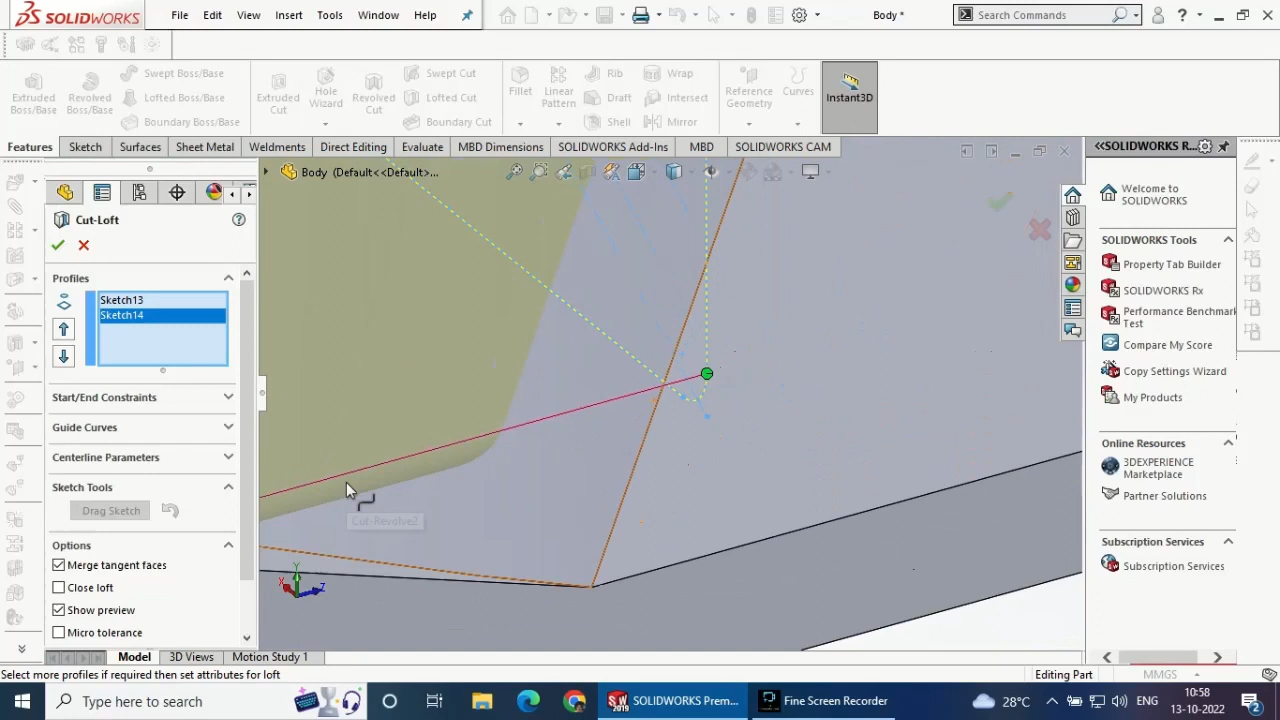 SOLIDWORKS
File Edit View Insert Tools Window Help
Body *
Search Commands
Extruded Boss/Base
Revolved Boss/Base
Swept Boss/Base
Lofted Boss/Base
Boundary Boss/Base
Extruded Cut
Hole Wizard
Revolved Cut
Swept Cut
Lofted Cut
Boundary Cut
Fillet
Linear Pattern
Rib
Draft
Shell
Wrap
Intersect
Mirror
Reference Geometry
Curves
Instant3D
Features Sketch Surfaces Sheet Metal Weldments Direct Editing Evaluate MBD Dimensions SOLIDWORKS Add-Ins MBD SOLIDWORKS CAM
Body (Default<<Default>...
Cut-Loft
Profiles
Sketch13
Sketch14
Start/End Constraints
Guide Curves
Centerline Parameters
Sketch Tools
Drag Sketch
Options
Merge tangent faces
Close loft
Show preview
Micro tolerance
Cut-Revolve2
Y
X
Z
<<SOLIDWORKS R...
Welcome to SOLIDWORKS
SOLIDWORKS Tools
Property Tab Builder
SOLIDWORKS Rx
Performance Benchmark
Test
Compare My Score
Copy Settings Wizard
My Products
Online Resources
3DEXPERIENCE
Marketplace
Partner Solutions
Subscription Services
Subscription Services
Model 3D Views Motion Study 1
Select more profiles if required then set attributes for loft
Editing Part
MMGS
Type here to search
SOLIDWORKS Prem...
Fine Screen Recorder
28°C
ENG
10:58
13-10-2022
2